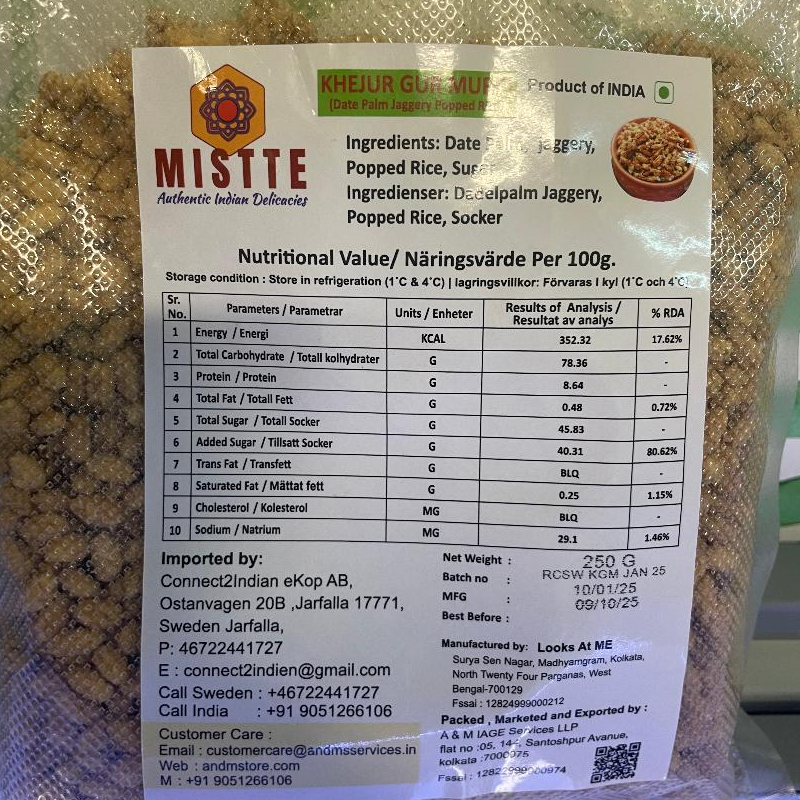 KHEJUR GUR MUR
(Date Palm Jaggery Popped
Product of INDIA
MISTTE
Authentic Indian Delicacies
Ingredients: Date jaggery,
Popped Rice,
Ingredienser: Dadelpalm Jaggery,
Popped Rice, Socker
Nutritional Value/ Näringsvärde Per 100g.
Storage condition : Store in refrigeration (1°C & 4°C) | lagringsvillkor: Förvaras I kyl (1°C och 4°C)
Sr. No. Parameters / Parametrar Units / Enheter Results of Analysis / Resultat av analys % RDA
1 Energy / Energi KCAL 352.32 17.62%
2 Total Carbohydrate / Totall kolhydrater G 78.36 -
3 Protein / Protein G 8.64 -
4 Total Fat / Totall Fett G 0.48 0.72%
5 Total Sugar / Totall Socker G 45.83 -
6 Added Sugar / Tillsatt Socker G 40.31 80.62%
7 Trans Fat / Transfett G BLQ -
8 Saturated Fat / Mättat fett G 0.25 1.15%
9 Cholesterol / Kolesterol MG BLQ -
10 Sodium / Natrium MG 29.1 1.46%
Imported by:
Connect2Indian eKop AB,
Ostanvagen 20B ,Jarfalla 17771,
Sweden Jarfalla,
P: 46722441727
E : connect2indien@gmail.com
Call Sweden : +46722441727
Call India : +91 9051266106
Customer Care :
Email : customercare@andmsservices.in
Web : andmstore.com
M : +91 9051266106
Net Weight : 250 G
Batch no : RCSW KGM JAN 25
MFG : 10/01/25
Best Before : 09/10/25
Manufactured by: Looks At ME
Surya Sen Nagar, Madhyamgram, Kolkata,
North Twenty Four Parganas, West
Bengal-700129
Fssai : 12824999000212
Packed , Marketed and Exported by :
A & M IAGE Services LLP
flat no :05, Santoshpur Avenue,
kolkata :7000075
Fssai :